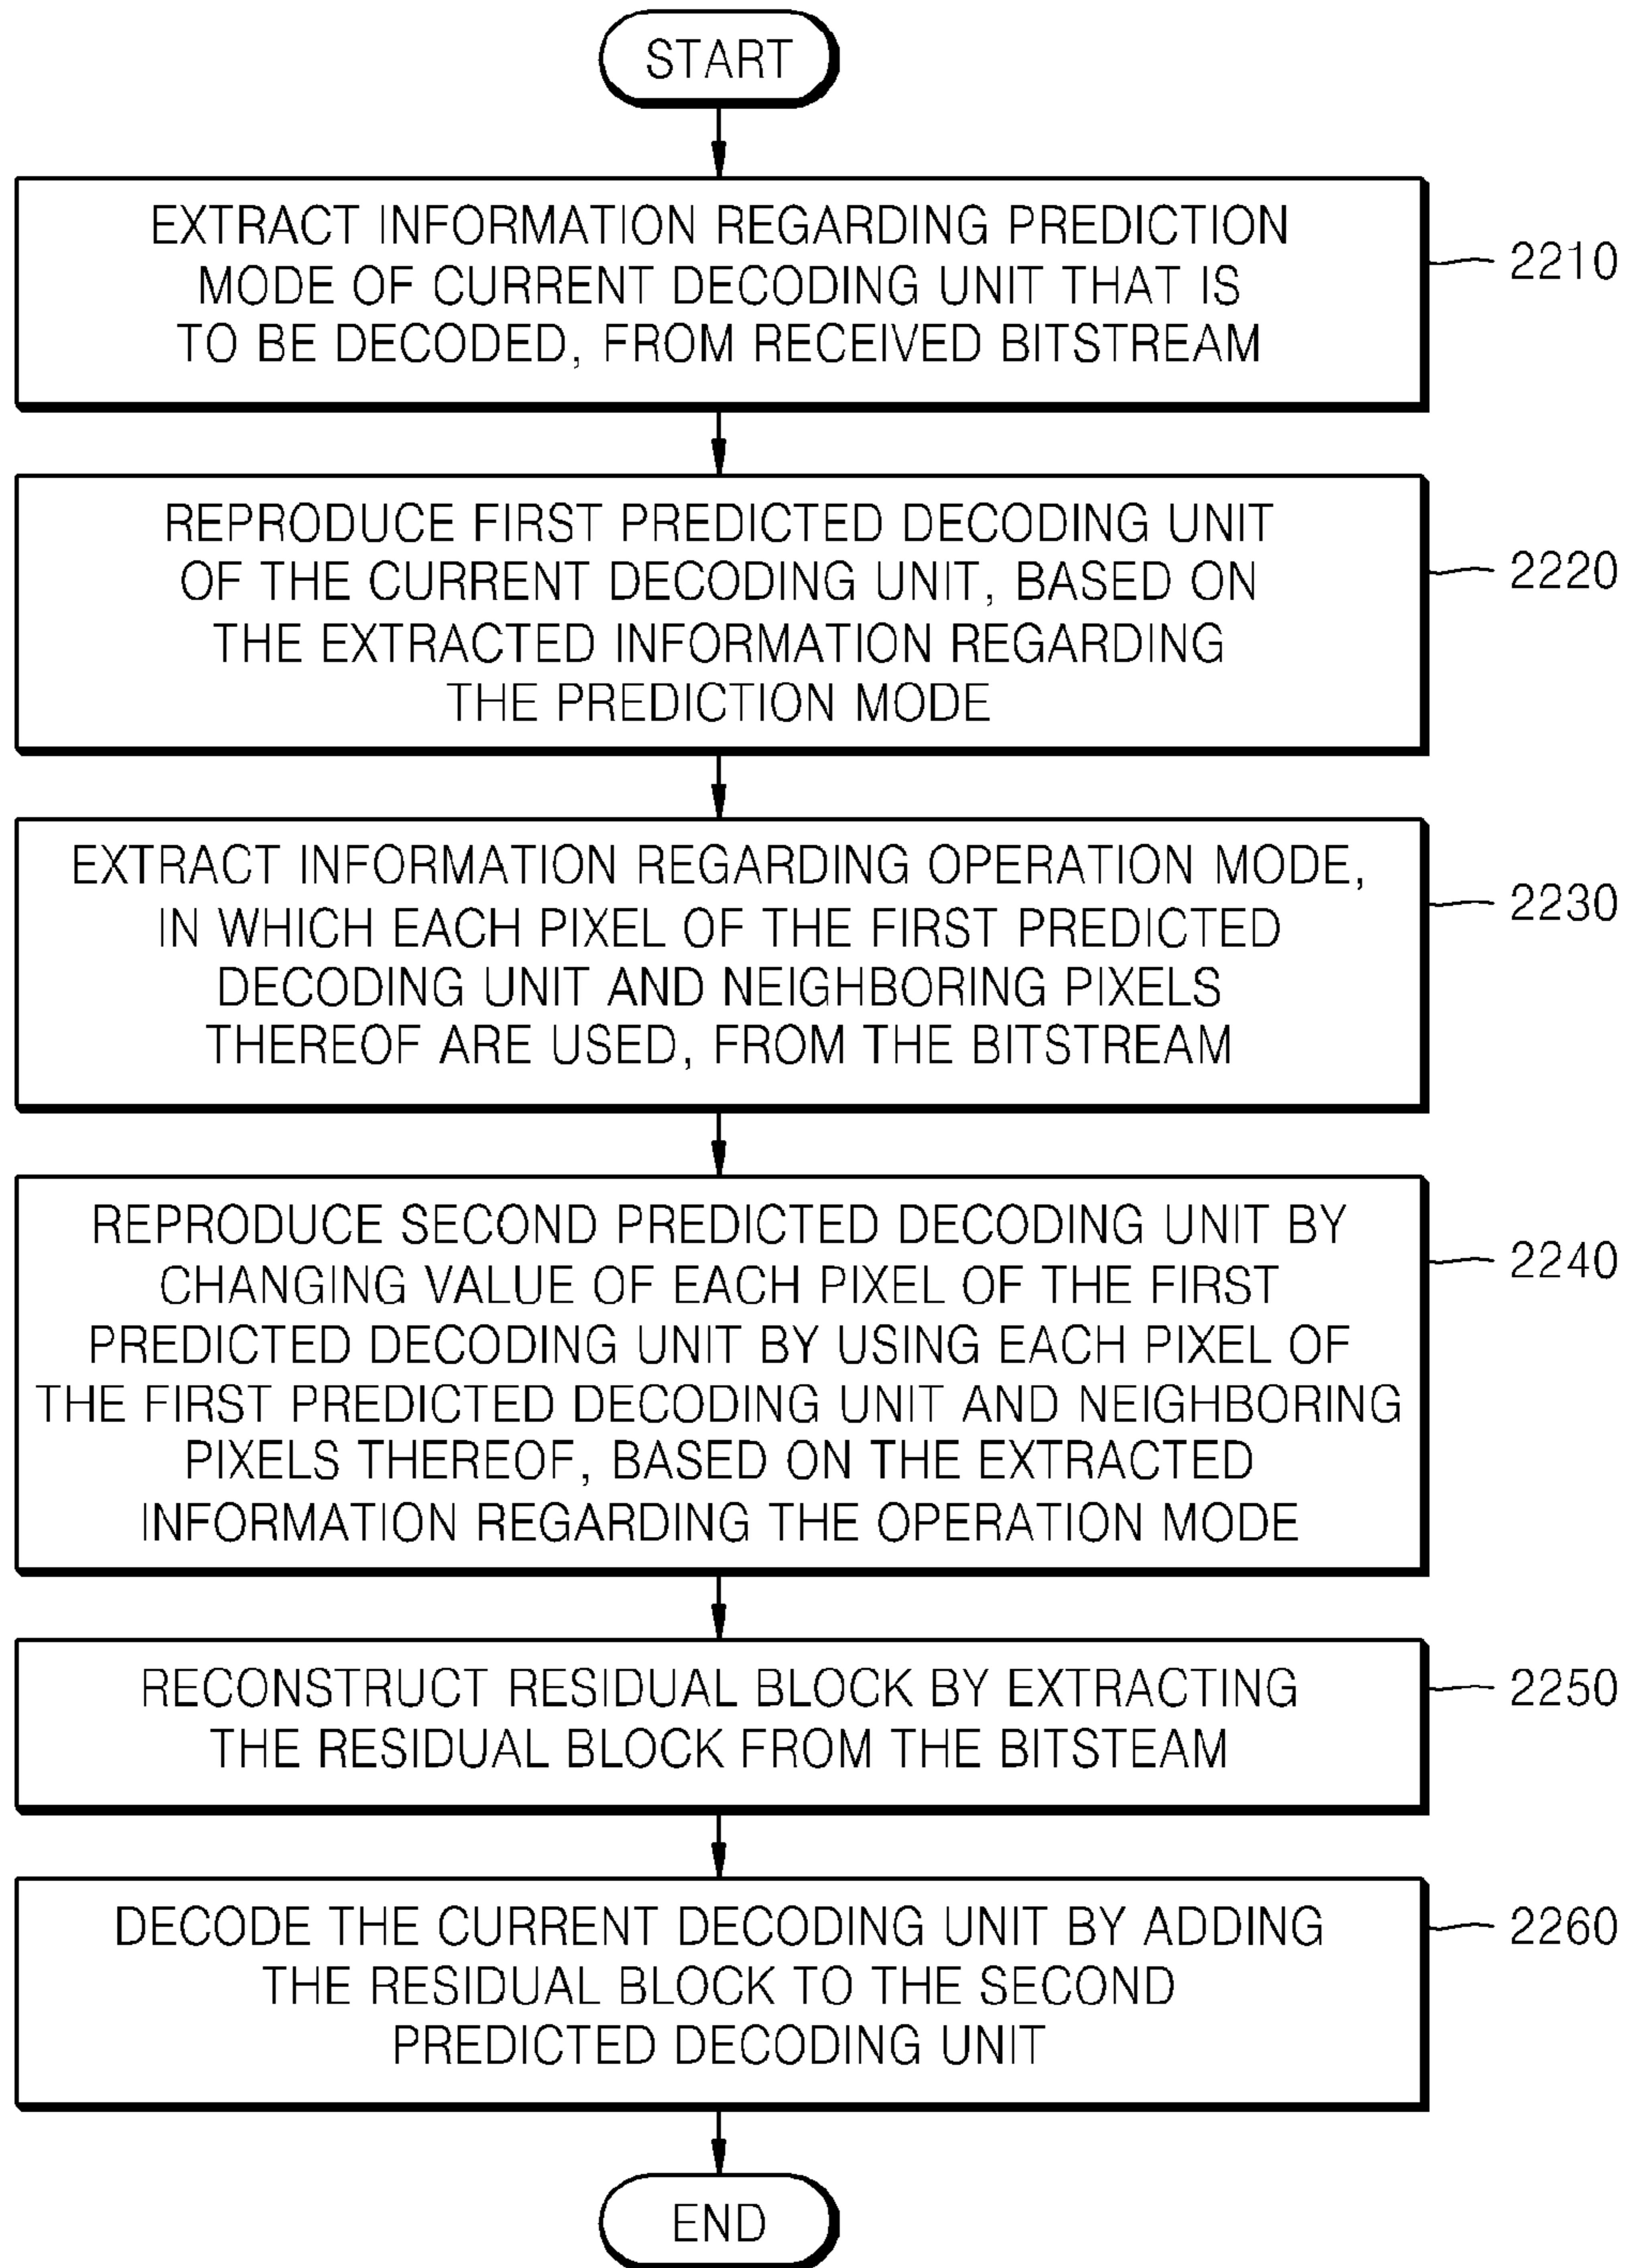 START
EXTRACT INFORMATION REGARDING PREDICTION
MODE OF CURRENT DECODING UNIT THAT IS
TO BE DECODED, FROM RECEIVED BITSTREAM
2210
REPRODUCE FIRST PREDICTED DECODING UNIT
OF THE CURRENT DECODING UNIT, BASED ON
THE EXTRACTED INFORMATION REGARDING
THE PREDICTION MODE
2220
EXTRACT INFORMATION REGARDING OPERATION MODE,
IN WHICH EACH PIXEL OF THE FIRST PREDICTED
DECODING UNIT AND NEIGHBORING PIXELS
THEREOF ARE USED, FROM THE BITSTREAM
2230
REPRODUCE SECOND PREDICTED DECODING UNIT BY
CHANGING VALUE OF EACH PIXEL OF THE FIRST
PREDICTED DECODING UNIT BY USING EACH PIXEL OF
THE FIRST PREDICTED DECODING UNIT AND NEIGHBORING
PIXELS THEREOF, BASED ON THE EXTRACTED
INFORMATION REGARDING THE OPERATION MODE
2240
RECONSTRUCT RESIDUAL BLOCK BY EXTRACTING
THE RESIDUAL BLOCK FROM THE BITSTEAM
2250
DECODE THE CURRENT DECODING UNIT BY ADDING
THE RESIDUAL BLOCK TO THE SECOND
PREDICTED DECODING UNIT
2260
END